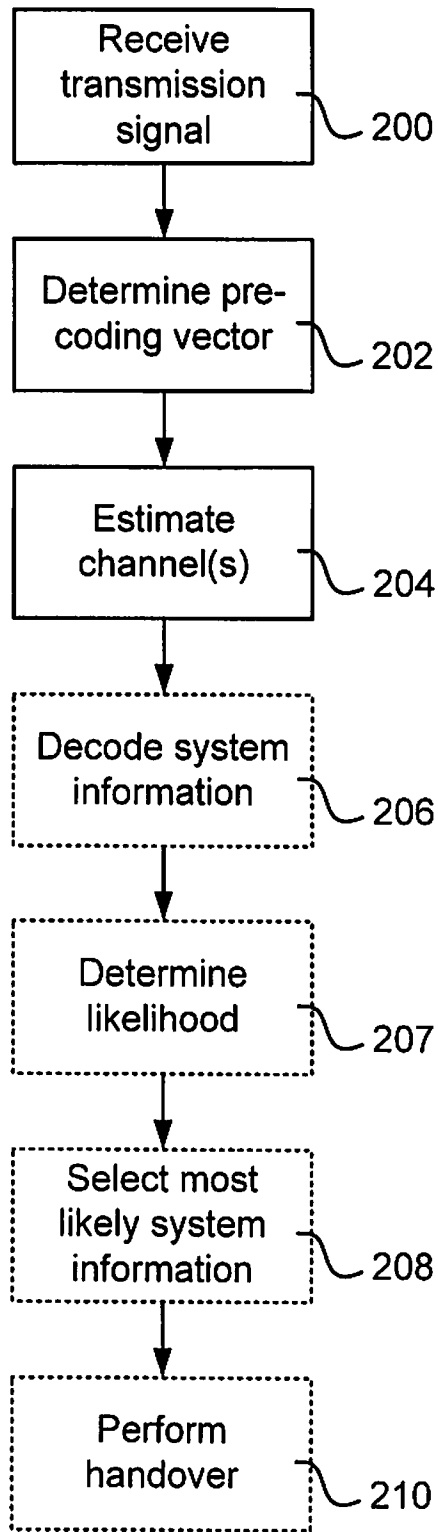 Receive
transmission
signal
200
Determine pre-
coding vector
202
Estimate
channel(s)
204
Decode system
information
206
Determine
likelihood
207
Select most
likely system
information
208
Perform
handover
210